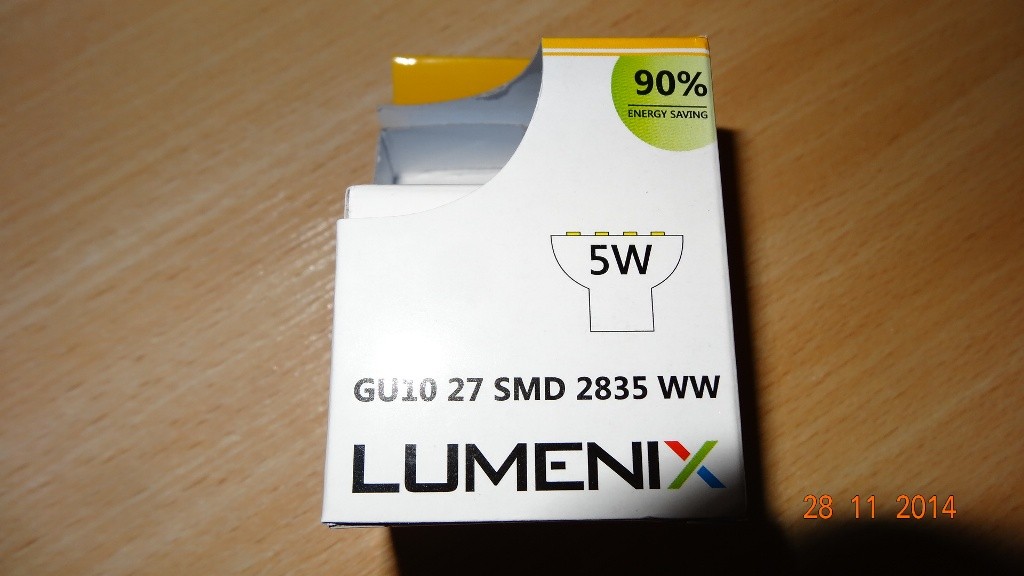 90%
ENERGY SAVING
5W
GU10 27 SMD 2835 WW
LUMENIX
28 11 2014